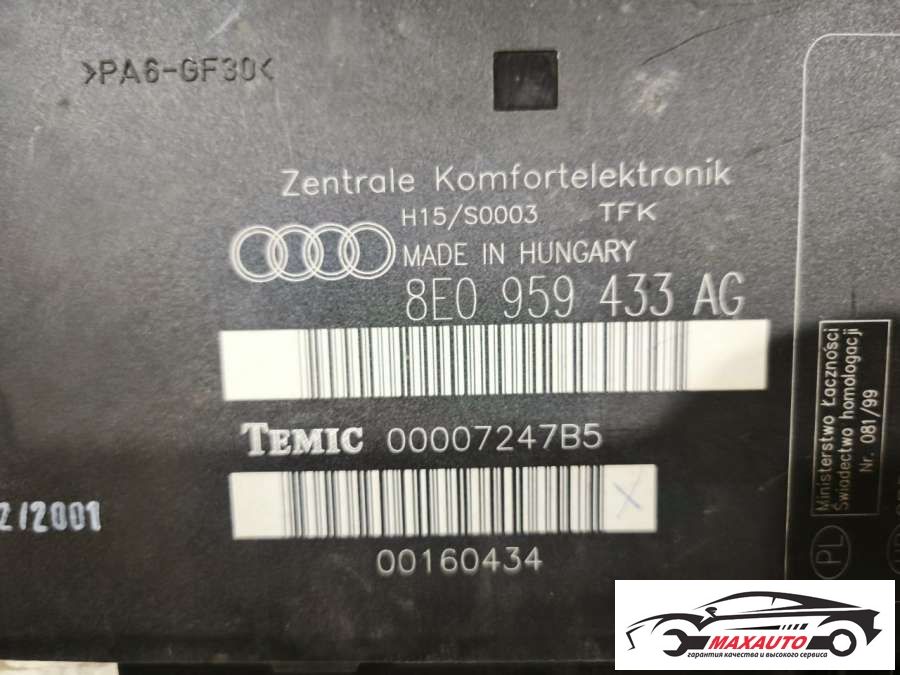 >PA6-GF30<
Zentrale Komfortelektronik
H15/S0003 TFK
MADE IN HUNGARY
8E0 959 433 AG
TEMIC 00007247B5
2/2001
X
00160434
Ministerstwo Łączności
Świadectwo homologacji
Nr. 081/99
PL
MAXAUTO
гарантия качества и высокого сервиса